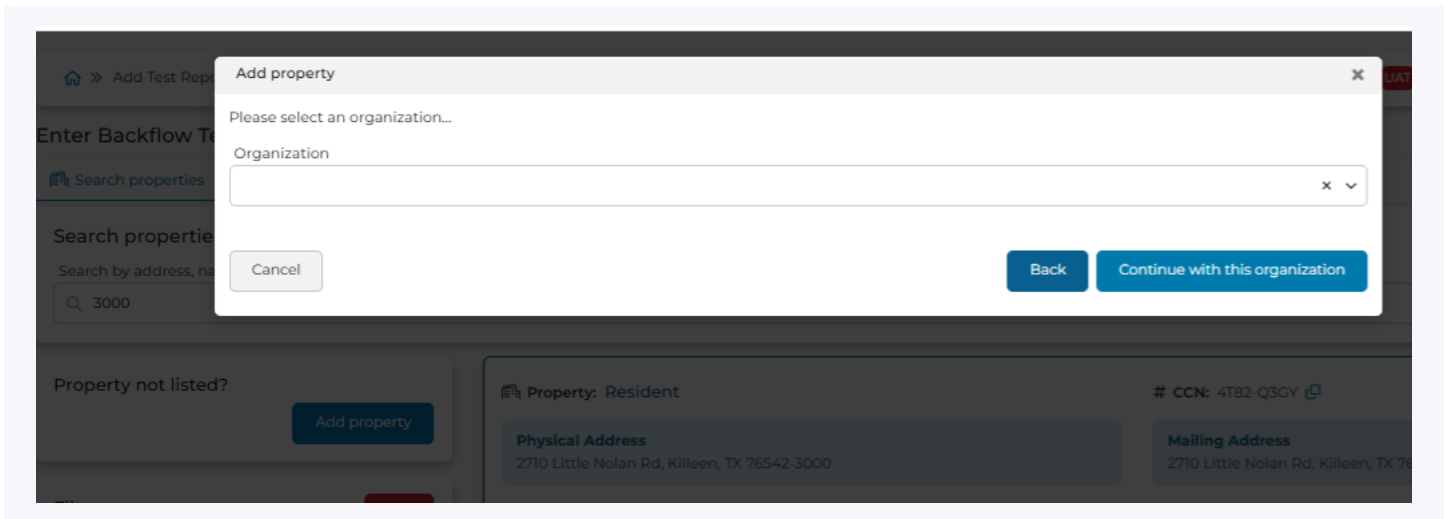 » Add Test Repo
Add property
UAT
Please select an organization...
Enter Backflow Te
Organization
Search properties
Search propertie
Search by address, na
Cancel
Back
Continue with this organization
3000
Property not listed?
Add property
Property: Resident
# CCN: 4T82-Q3GY
Physical Address
2710 Little Nolan Rd, Killeen, TX 76542-3000
Mailing Address
2710 Little Nolan Rd, Killeen, TX 76